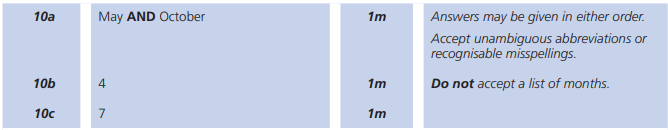 10a May AND October 1m Answers may be given in either order.
Accept unambiguous abbreviations or
recognisable misspellings.
10b 4 1m Do not accept a list of months.
10c 7 1m